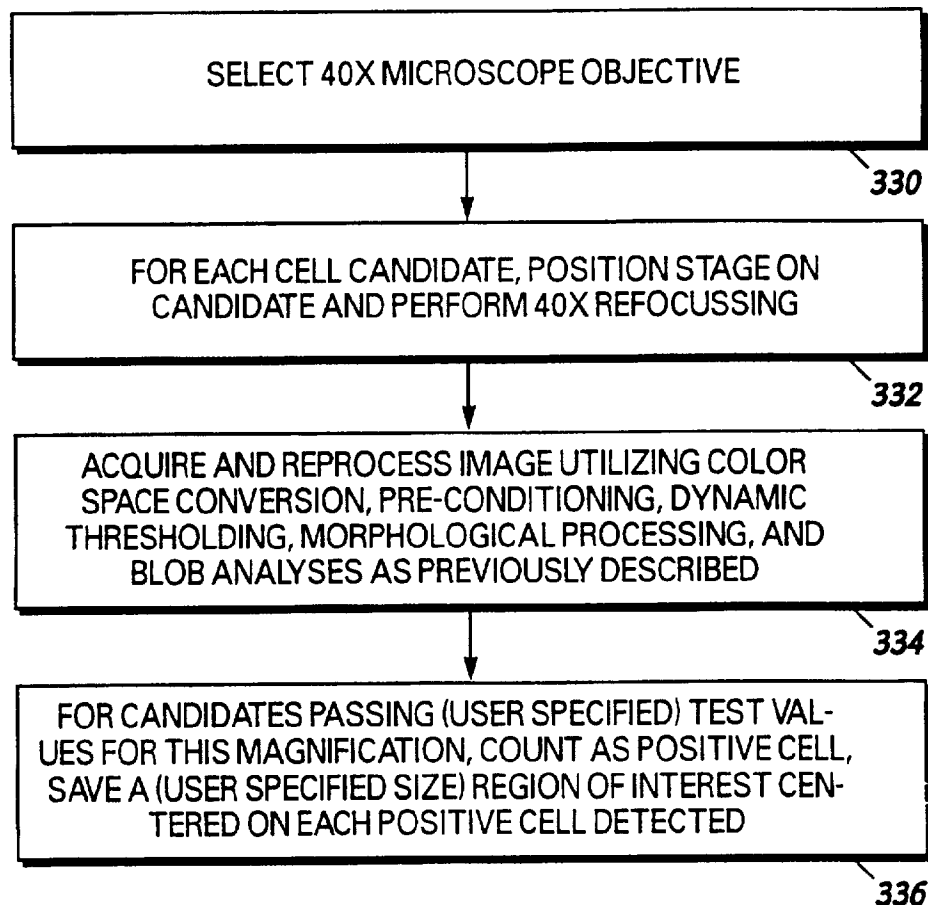 SELECT 40X MICROSCOPE OBJECTIVE
330
FOR EACH CELL CANDIDATE, POSITION STAGE ON
CANDIDATE AND PERFORM 40X REFOCUSSING
332
ACQUIRE AND REPROCESS IMAGE UTILIZING COLOR
SPACE CONVERSION, PRE-CONDITIONING, DYNAMIC
THRESHOLDING, MORPHOLOGICAL PROCESSING, AND
BLOB ANALYSES AS PREVIOUSLY DESCRIBED
334
FOR CANDIDATES PASSING (USER SPECIFIED) TEST VAL-
UES FOR THIS MAGNIFICATION, COUNT AS POSITIVE CELL,
SAVE A (USER SPECIFIED SIZE) REGION OF INTEREST CEN-
TERED ON EACH POSITIVE CELL DETECTED
336